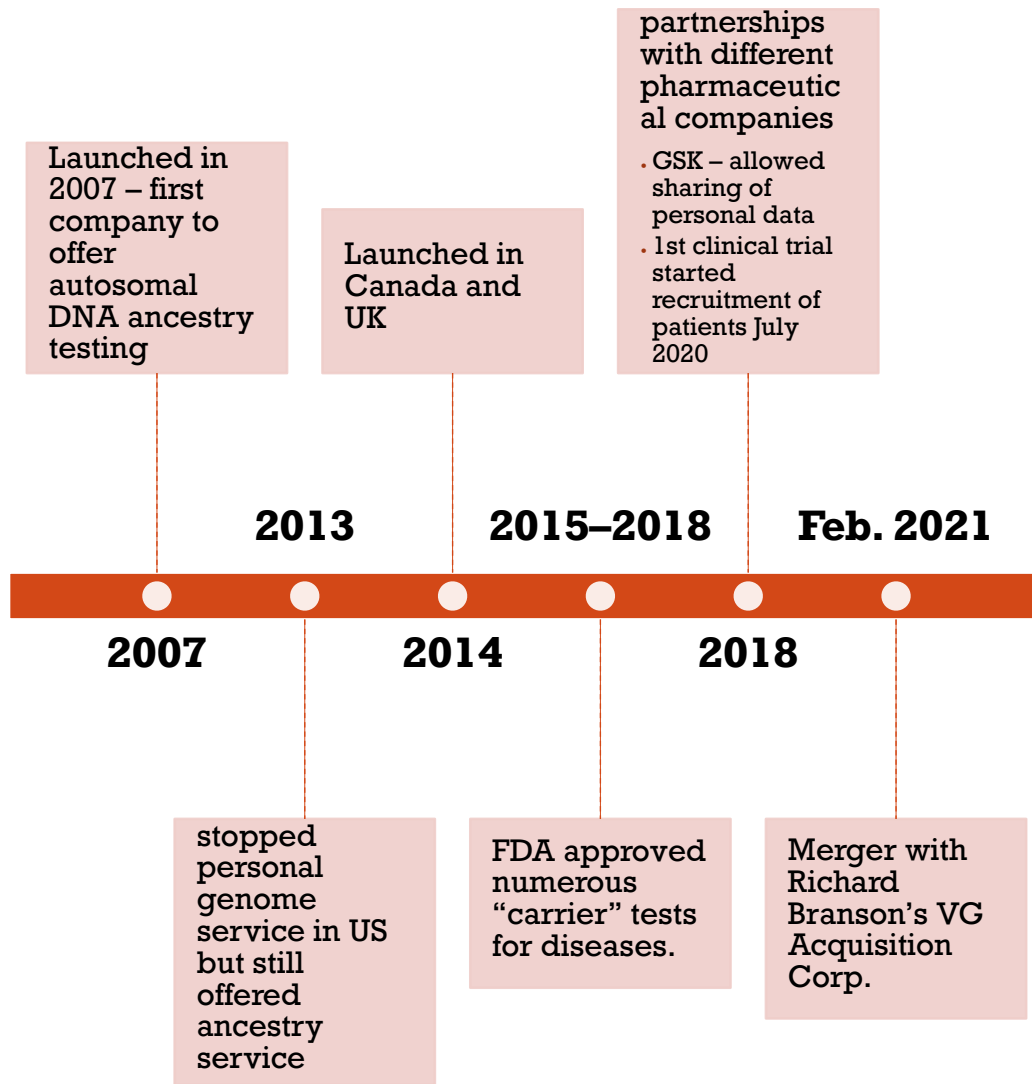 Launched in
2007 – first
company to
offer
autosomal
DNA ancestry
testing
Launched in
Canada and
UK
partnerships
with different
pharmaceutic
al companies
. GSK – allowed
sharing of
personal data
. 1st clinical trial
started
recruitment of
patients July
2020
2013
2015–2018
Feb. 2021
2007
2014
2018
stopped
personal
genome
service in US
but still
offered
ancestry
service
FDA approved
numerous
“carrier” tests
for diseases.
Merger with
Richard
Branson’s VG
Acquisition
Corp.